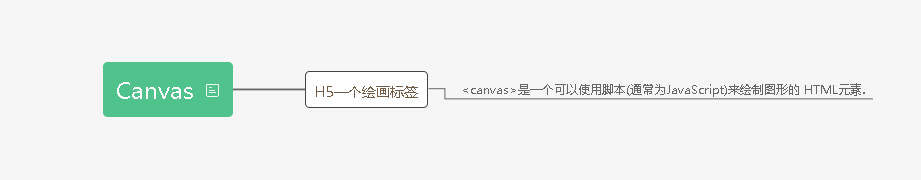 Canvas
H5一个绘画标签
<canvas>是一个可以使用脚本(通常为JavaScript)来绘制图形的 HTML元素.